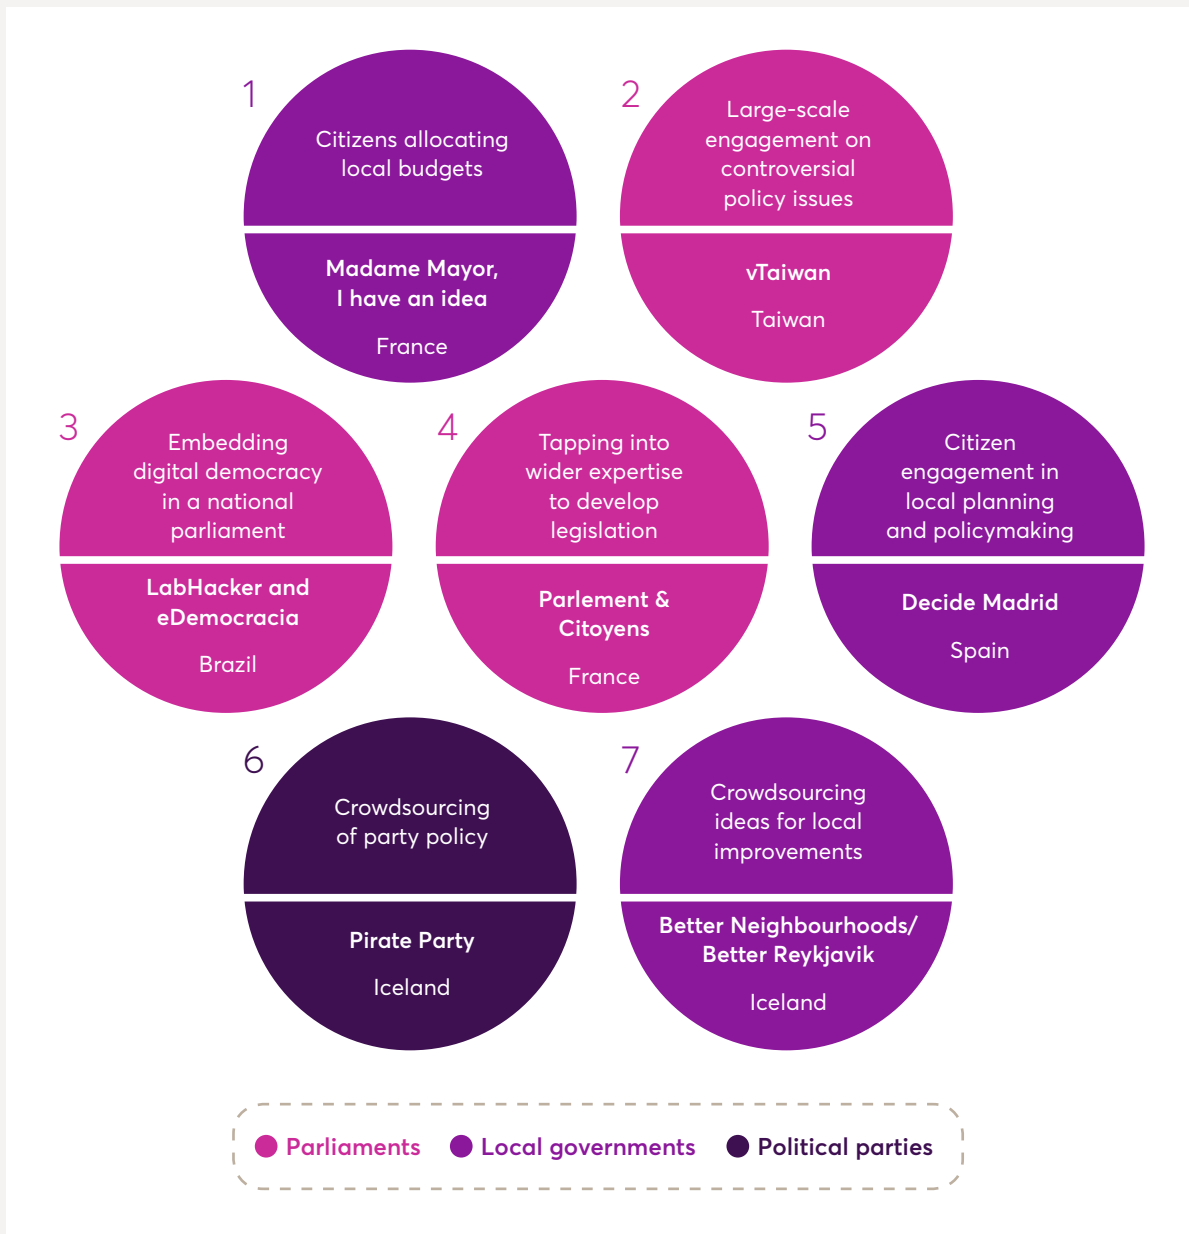 1
Citizens allocating
local budgets
Madame Mayor,
I have an idea
France
2
Large-scale
engagement on
controversial
policy issues
vTaiwan
Taiwan
3
Embedding
digital democracy
in a national
parliament
LabHacker and
eDemocracia
Brazil
4
Tapping into
wider expertise
to develop
legislation
Parlement &
Citoyens
France
5
Citizen
engagement in
local planning
and policymaking
Decide Madrid
Spain
6
Crowdsourcing
of party policy
Pirate Party
Iceland
7
Crowdsourcing
ideas for local
improvements
Better Neighbourhoods/
Better Reykjavik
Iceland
Parliaments
Local governments
Political parties